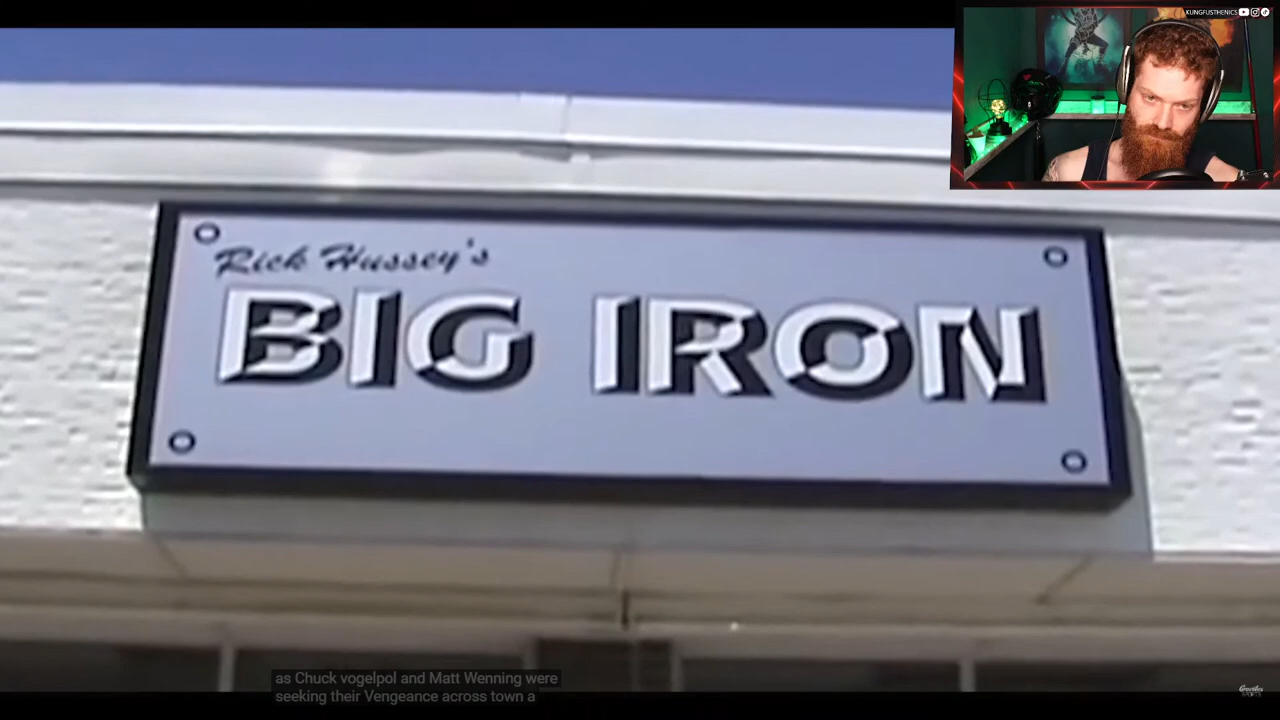 KUNGFUSTHENICS
Rick Hussey's
BIG IRON
as Chuck vogelpol and Matt Wenning were
seeking their Vengeance across town a